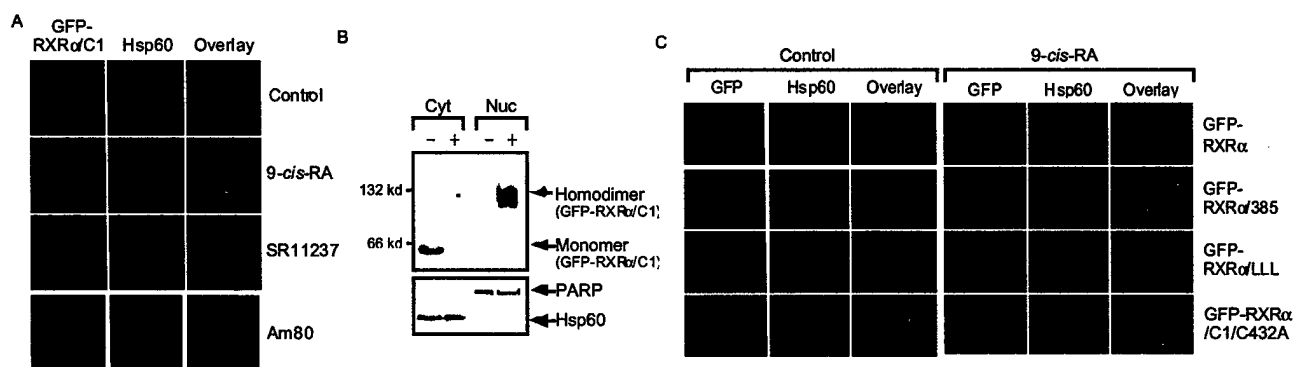 A
GFP-
RXRα/C1 Hsp60 Overlay
Control
9-cis-RA
SR11237
Am80
B
Cyt Nuc
− + − +
132 kd
Homodimer
(GFP-RXRα/C1)
66 kd
Monomer
(GFP-RXRα/C1)
PARP
Hsp60
C
Control 9-cis-RA
GFP Hsp60 Overlay GFP Hsp60 Overlay
GFP-
RXRα
GFP-
RXRα/385
GFP-
RXRα/LLL
GFP-RXRα
/C1/C432A